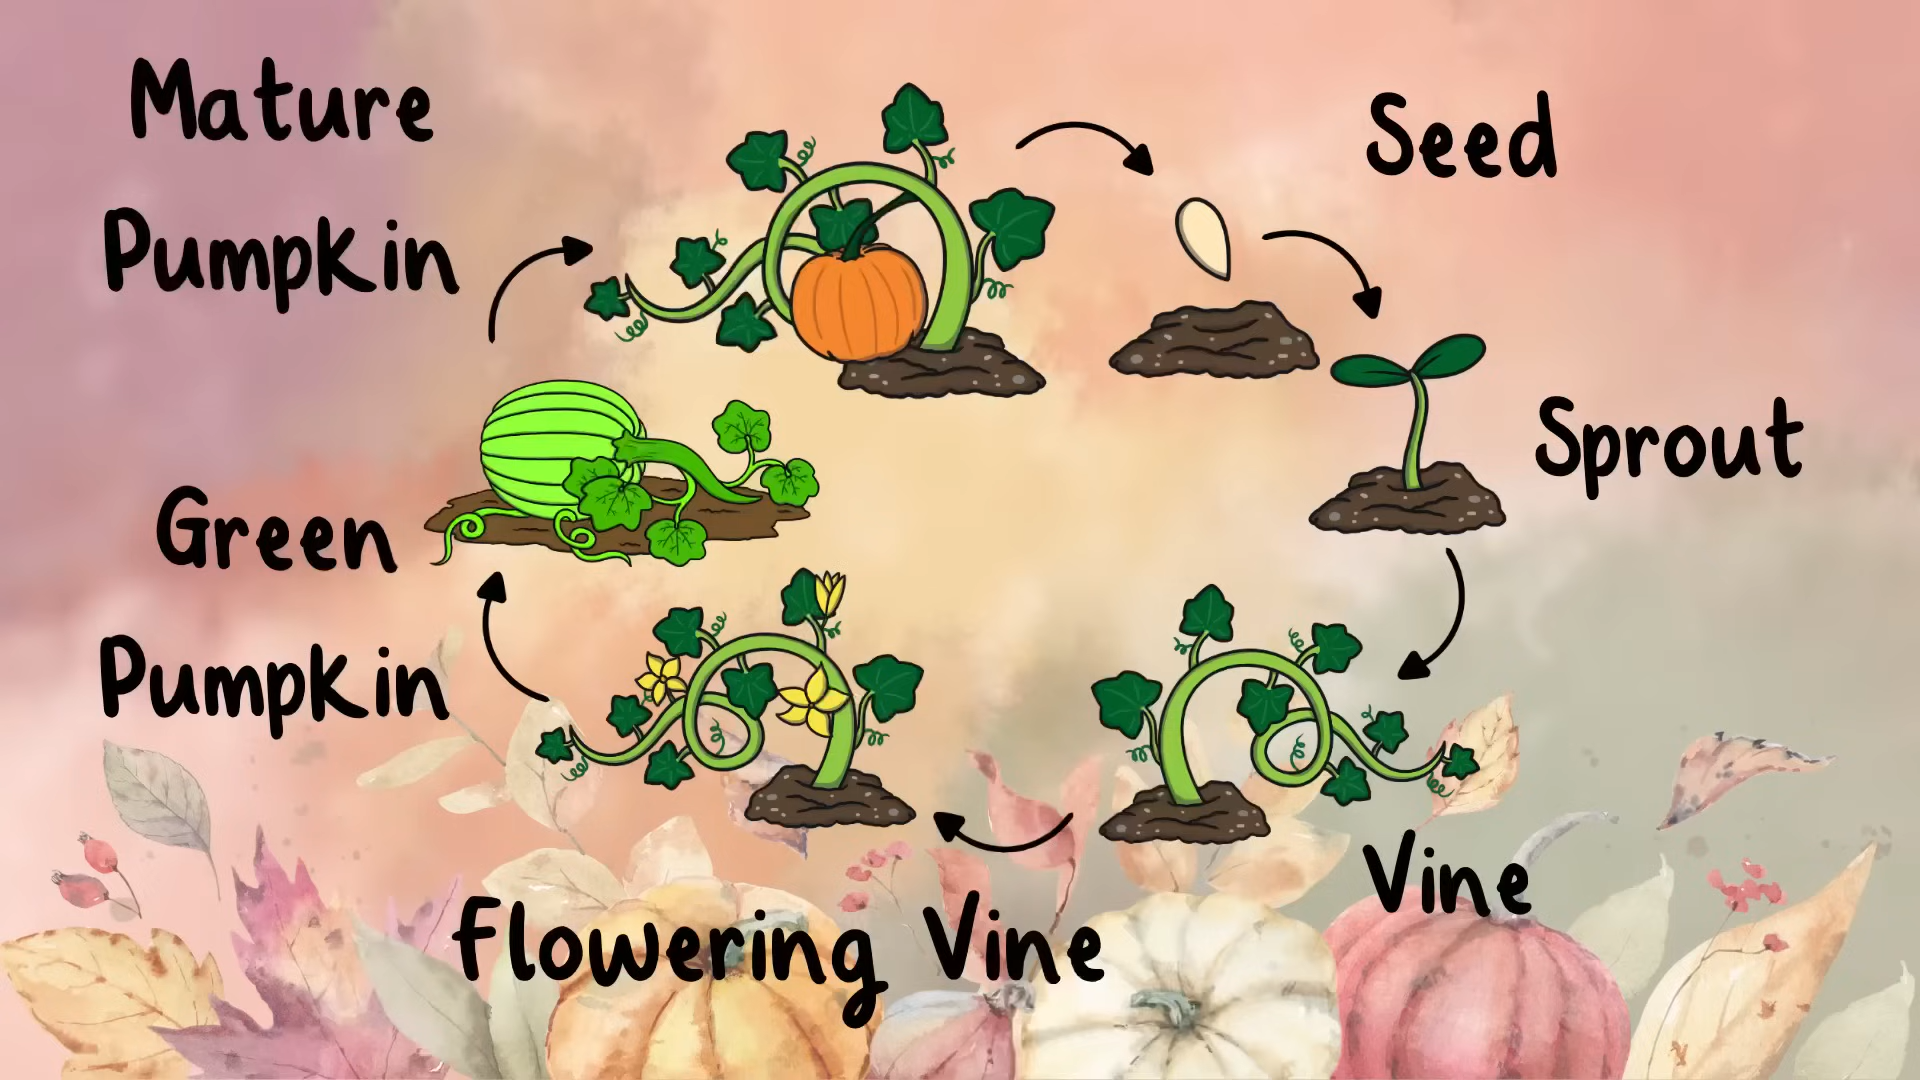 Mature
Pumpkin
Seed
Sprout
Green
Pumpkin
Vine
Flowering Vine